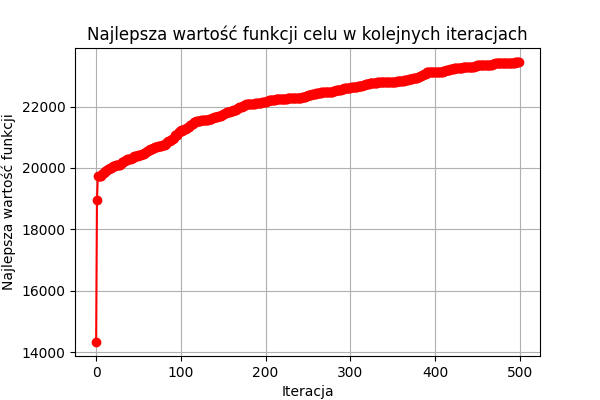 Najlepsza wartość funkcji celu w kolejnych iteracjach
Najlepsza wartość funkcji
22000
20000
18000
16000
14000
0 100 200 300 400 500
Iteracja